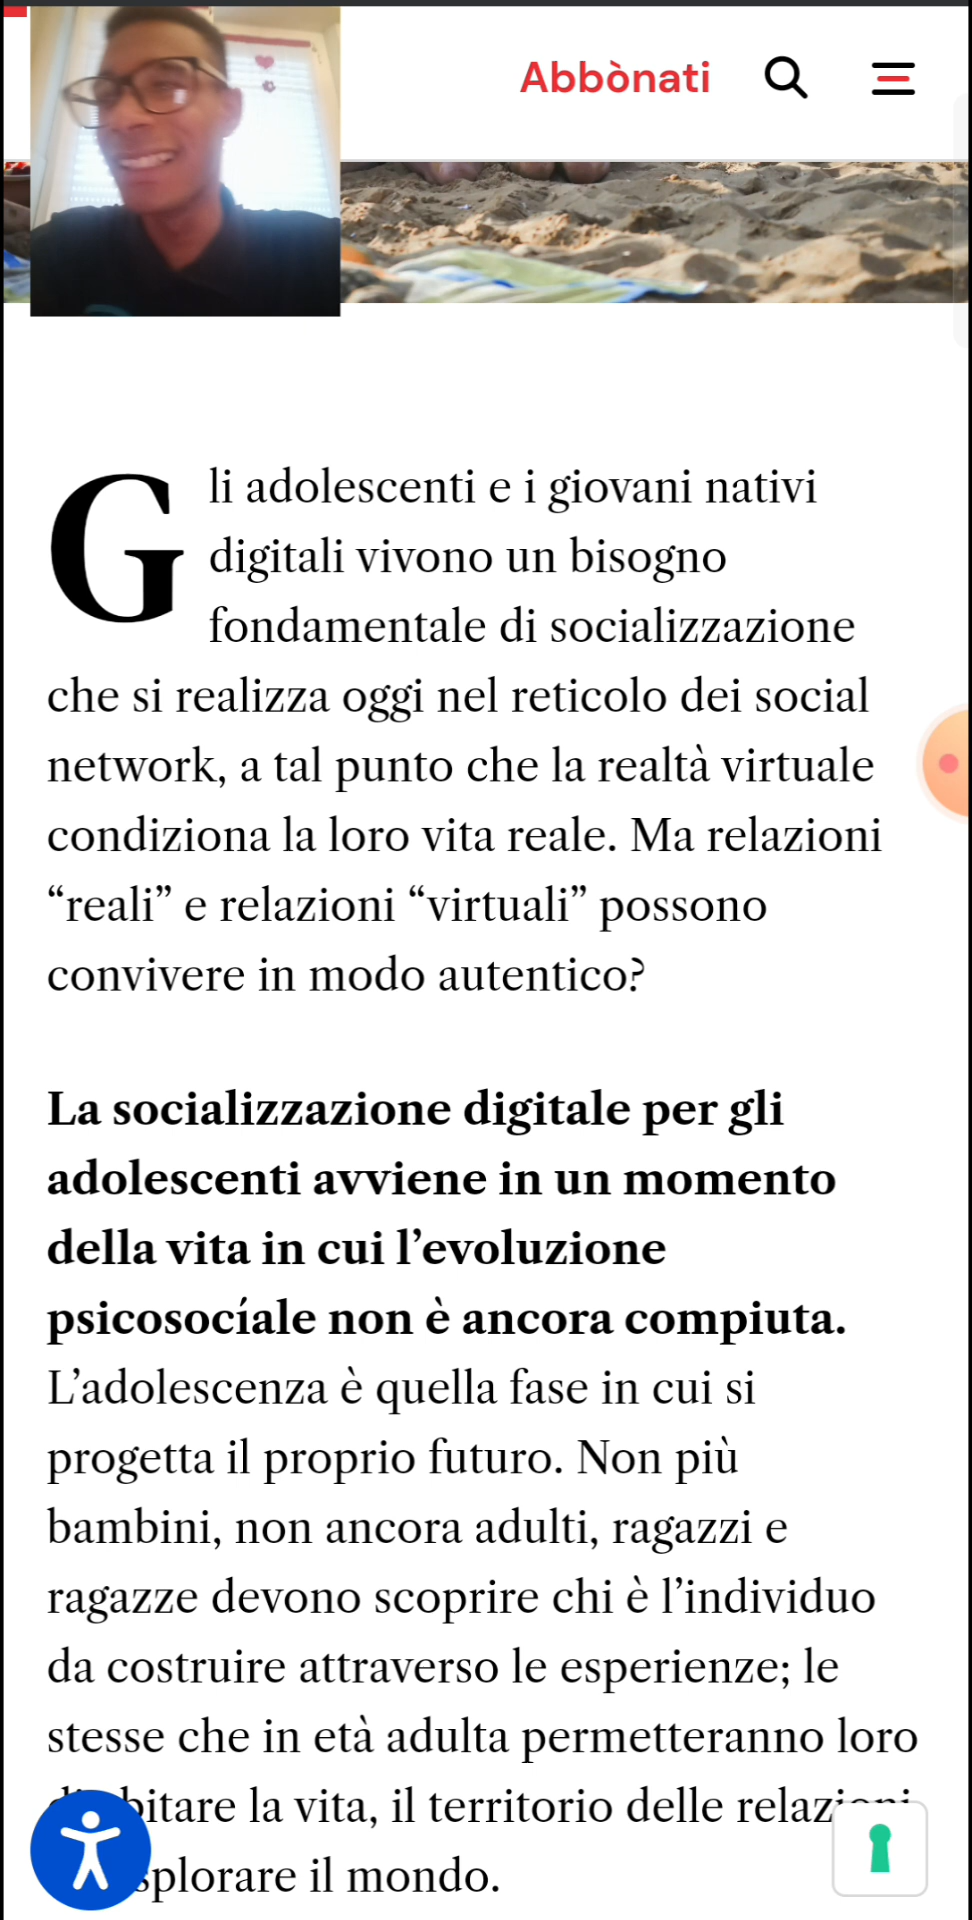 Abbònati
Gli adolescenti e i giovani nativi
digitali vivono un bisogno
fondamentale di socializzazione
che si realizza oggi nel reticolo dei social
network, a tal punto che la realtà virtuale
condiziona la loro vita reale. Ma relazioni
“reali” e relazioni “virtuali” possono
convivere in modo autentico?
La socializzazione digitale per gli
adolescenti avviene in un momento
della vita in cui l’evoluzione
psicosocíale non è ancora compiuta.
L’adolescenza è quella fase in cui si
progetta il proprio futuro. Non più
bambini, non ancora adulti, ragazzi e
ragazze devono scoprire chi è l’individuo
da costruire attraverso le esperienze; le
stesse che in età adulta permetteranno loro
la vita, il territorio delle relazioni
il mondo.